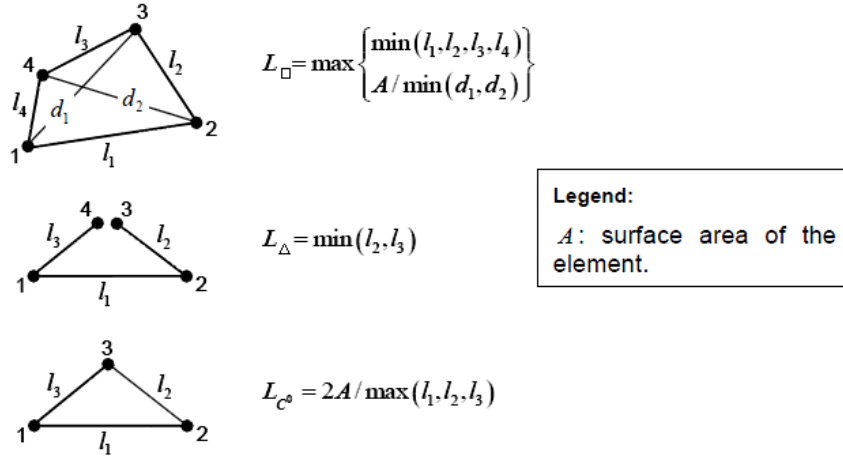 3
l₃
l₂
4
L□=max{min(l₁,l₂,l₃,l₄)
A/min(d₁,d₂)}
l₄
d₁
d₂
2
1
l₁
Legend:
A: surface area of the
element.
4 3
l₃
l₂
L△=min(l₂,l₃)
1
2
l₁
3
l₃
l₂
L_C⁰ = 2A/max(l₁,l₂,l₃)
1
2
l₁